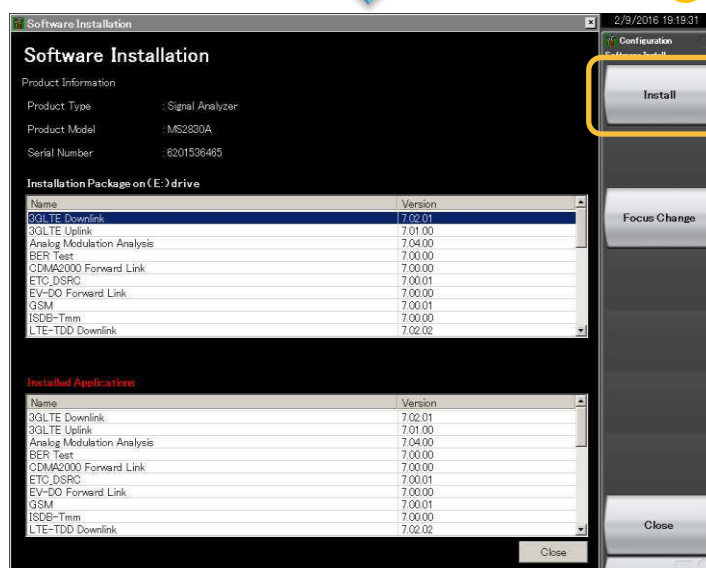 Software Installation
2/9/2016 19:19:31
Configuration
Software Install
Software Installation
Product Information
Product Type : Signal Analyzer
Product Model : MS2830A
Serial Number : 6201536465
Install
Installation Package on (E:) drive
Name Version
3GLTE Downlink 7.02.01
3GLTE Uplink 7.01.00
Analog Modulation Analysis 7.04.00
BER Test 7.00.00
CDMA2000 Forward Link 7.00.00
ETC_DSRC 7.00.01
EV-DO Forward Link 7.00.00
GSM 7.00.01
ISDB-Tmm 7.00.00
LTE-TDD Downlink 7.02.02
Focus Change
Installed Applications
Name Version
3GLTE Downlink 7.02.01
3GLTE Uplink 7.01.00
Analog Modulation Analysis 7.04.00
BER Test 7.00.00
CDMA2000 Forward Link 7.00.00
ETC_DSRC 7.00.01
EV-DO Forward Link 7.00.00
GSM 7.00.01
ISDB-Tmm 7.00.00
LTE-TDD Downlink 7.02.02
Close
Close